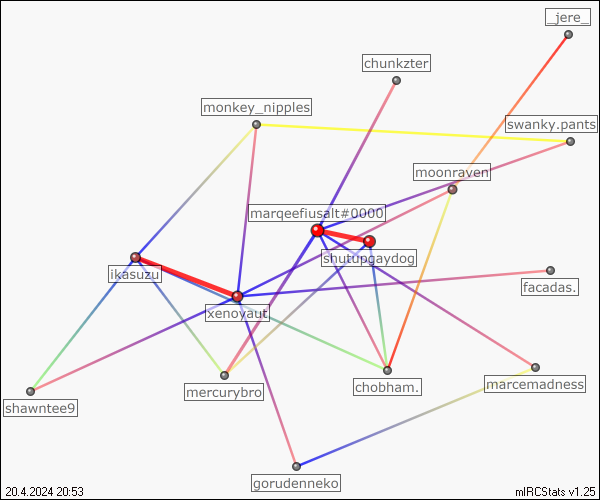 _jere_
chunkzter
monkey_nipples
swanky.pants
moonraven
marqeefiusalt#0000
shutupgaydog
ikasuzu
facadas.
xenoyaut
mercurybro
chobham.
marcemadness
shawntee9
gorudenneko
20.4.2024 20:53
mIRCStats v1.25